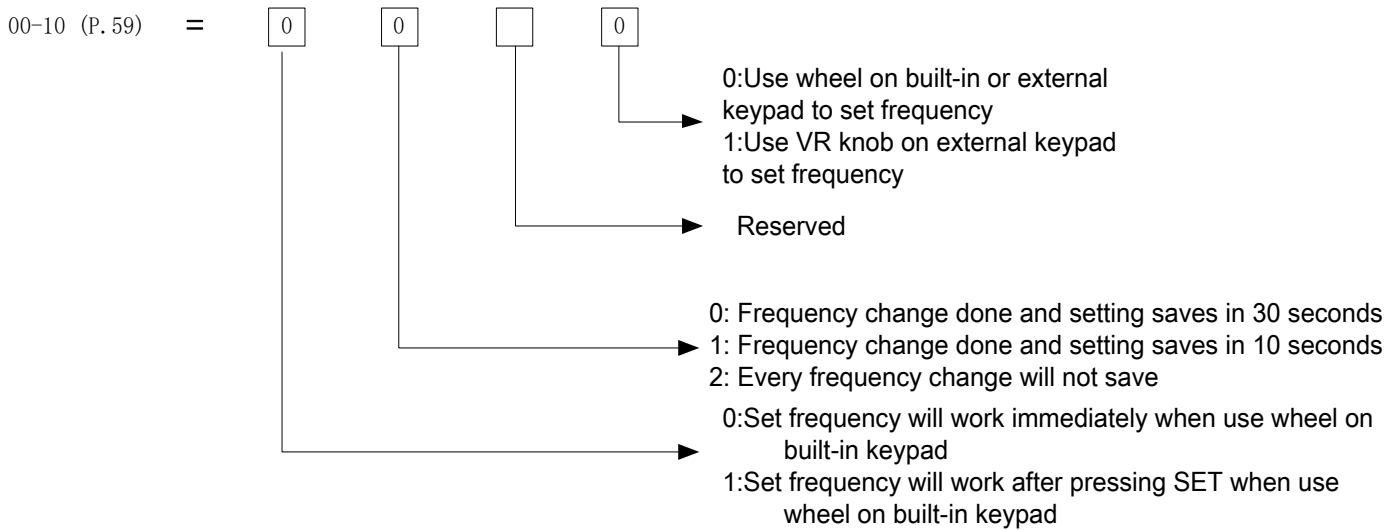 00-10 (P.59) = 0 0 0
0:Use wheel on built-in or external
keypad to set frequency
1:Use VR knob on external keypad
to set frequency
Reserved
0: Frequency change done and setting saves in 30 seconds
1: Frequency change done and setting saves in 10 seconds
2: Every frequency change will not save
0:Set frequency will work immediately when use wheel on
built-in keypad
1:Set frequency will work after pressing SET when use
wheel on built-in keypad